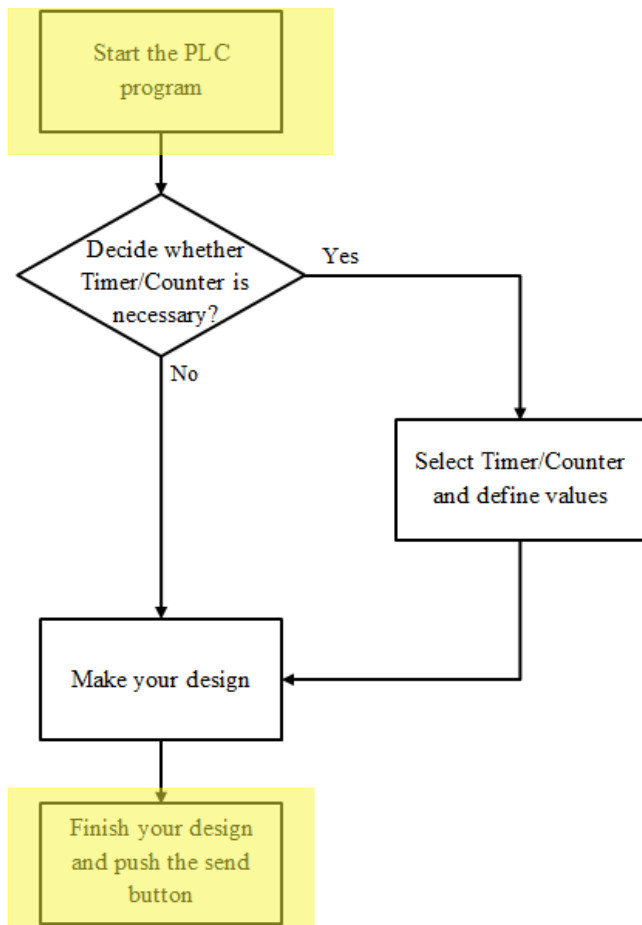 Start the PLC
program
Decide whether
Timer/Counter is
necessary?
Yes
No
Select Timer/Counter
and define values
Make your design
Finish your design
and push the send
button